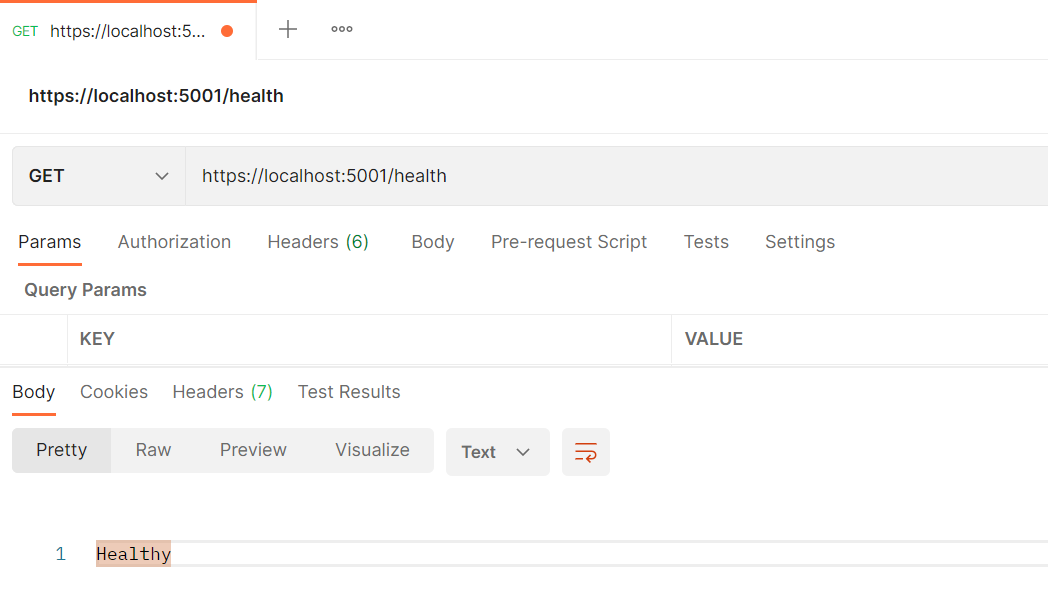 GET https://localhost:5...
https://localhost:5001/health
GET https://localhost:5001/health
Params Authorization Headers (6) Body Pre-request Script Tests Settings
Query Params
KEY VALUE
Body Cookies Headers (7) Test Results
Pretty Raw Preview Visualize Text
1 Healthy